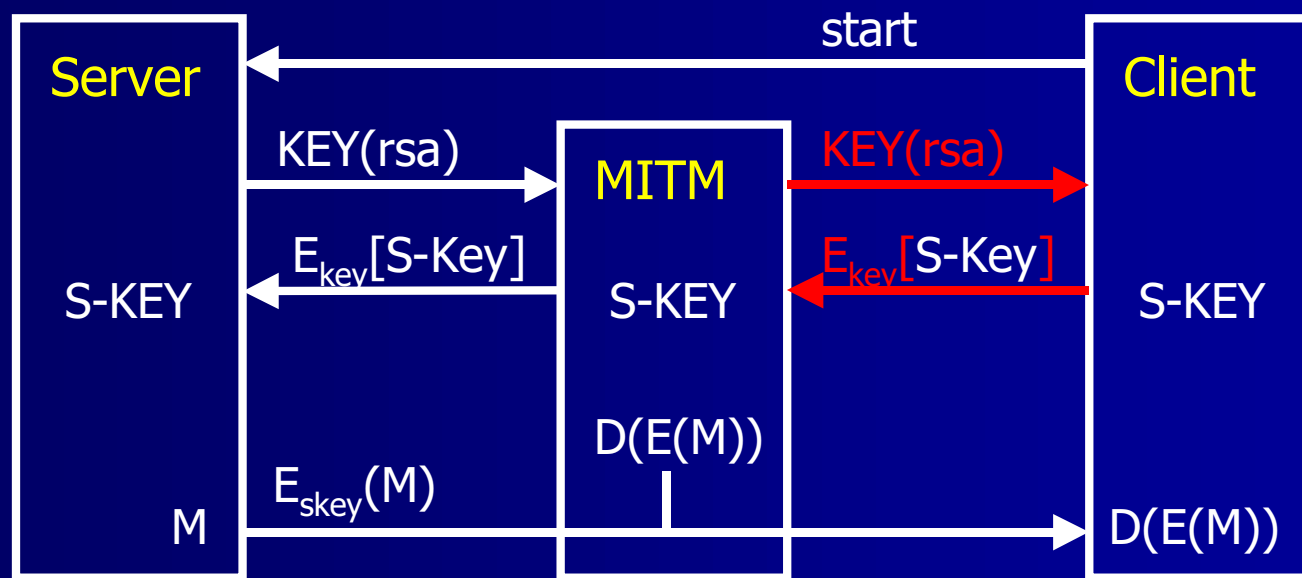 start
Server
Client
KEY(rsa)
MITM
KEY(rsa)
Ekey[S-Key]
Ekey[S-Key]
S-KEY
S-KEY
S-KEY
D(E(M))
Eskey(M)
M
D(E(M))